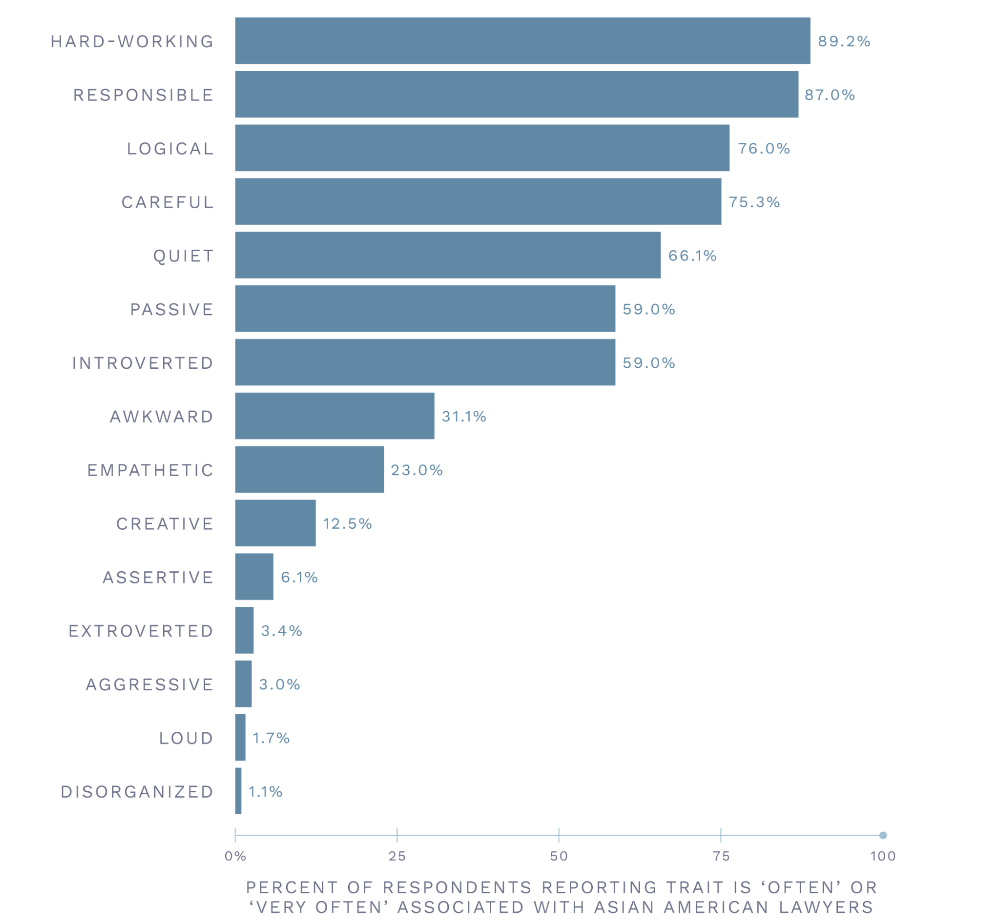 HARD-WORKING 89.2%
RESPONSIBLE 87.0%
LOGICAL 76.0%
CAREFUL 75.3%
QUIET 66.1%
PASSIVE 59.0%
INTROVERTED 59.0%
AWKWARD 31.1%
EMPATHETIC 23.0%
CREATIVE 12.5%
ASSERTIVE 6.1%
EXTROVERTED 3.4%
AGGRESSIVE 3.0%
LOUD 1.7%
DISORGANIZED 1.1%
0% 25 50 75 100
PERCENT OF RESPONDENTS REPORTING TRAIT IS ‘OFTEN’ OR
‘VERY OFTEN’ ASSOCIATED WITH ASIAN AMERICAN LAWYERS